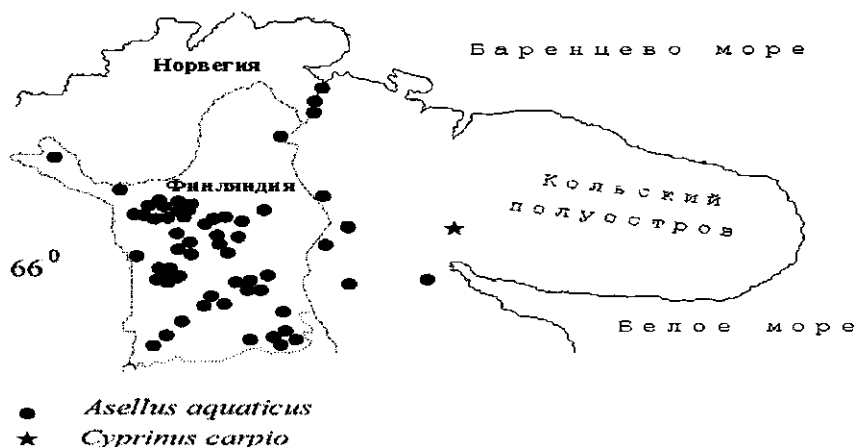 Баренцево море
Норвегия
Кольский
полуостров
Финляндия
66⁰
Белое море
Asellus aquaticus
Cyprinus carpio